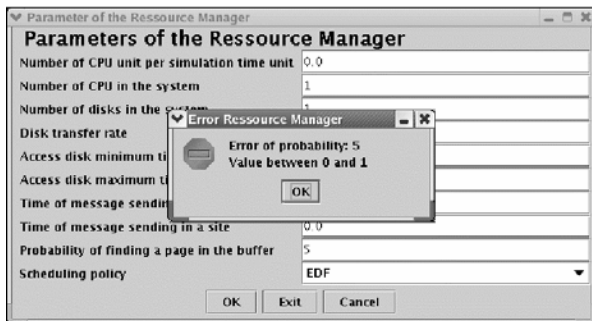 Parameter of the Ressource Manager
Parameters of the Ressource Manager
Number of CPU unit per simulation time unit 0.0
Number of CPU in the system 1
Number of disks in the system 1
Error Ressource Manager
Disk transfer rate
Error of probability: 5
Value between 0 and 1
Access disk minimum
Access disk maximum
OK
Time of message
Time of message sending in a site 0.0
Probability of finding a page in the buffer 5
Scheduling policy EDF
OK Exit Cancel